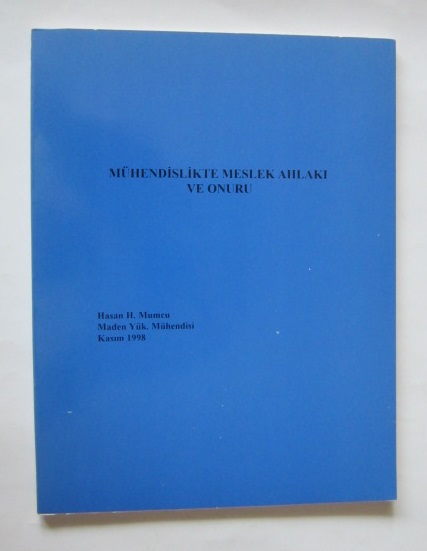 MÜHENDİSLİKTE MESLEK AHLAKI
VE ONURU
Hasan H. Mumcu
Maden Yük. Mühendisi
Kasım 1998